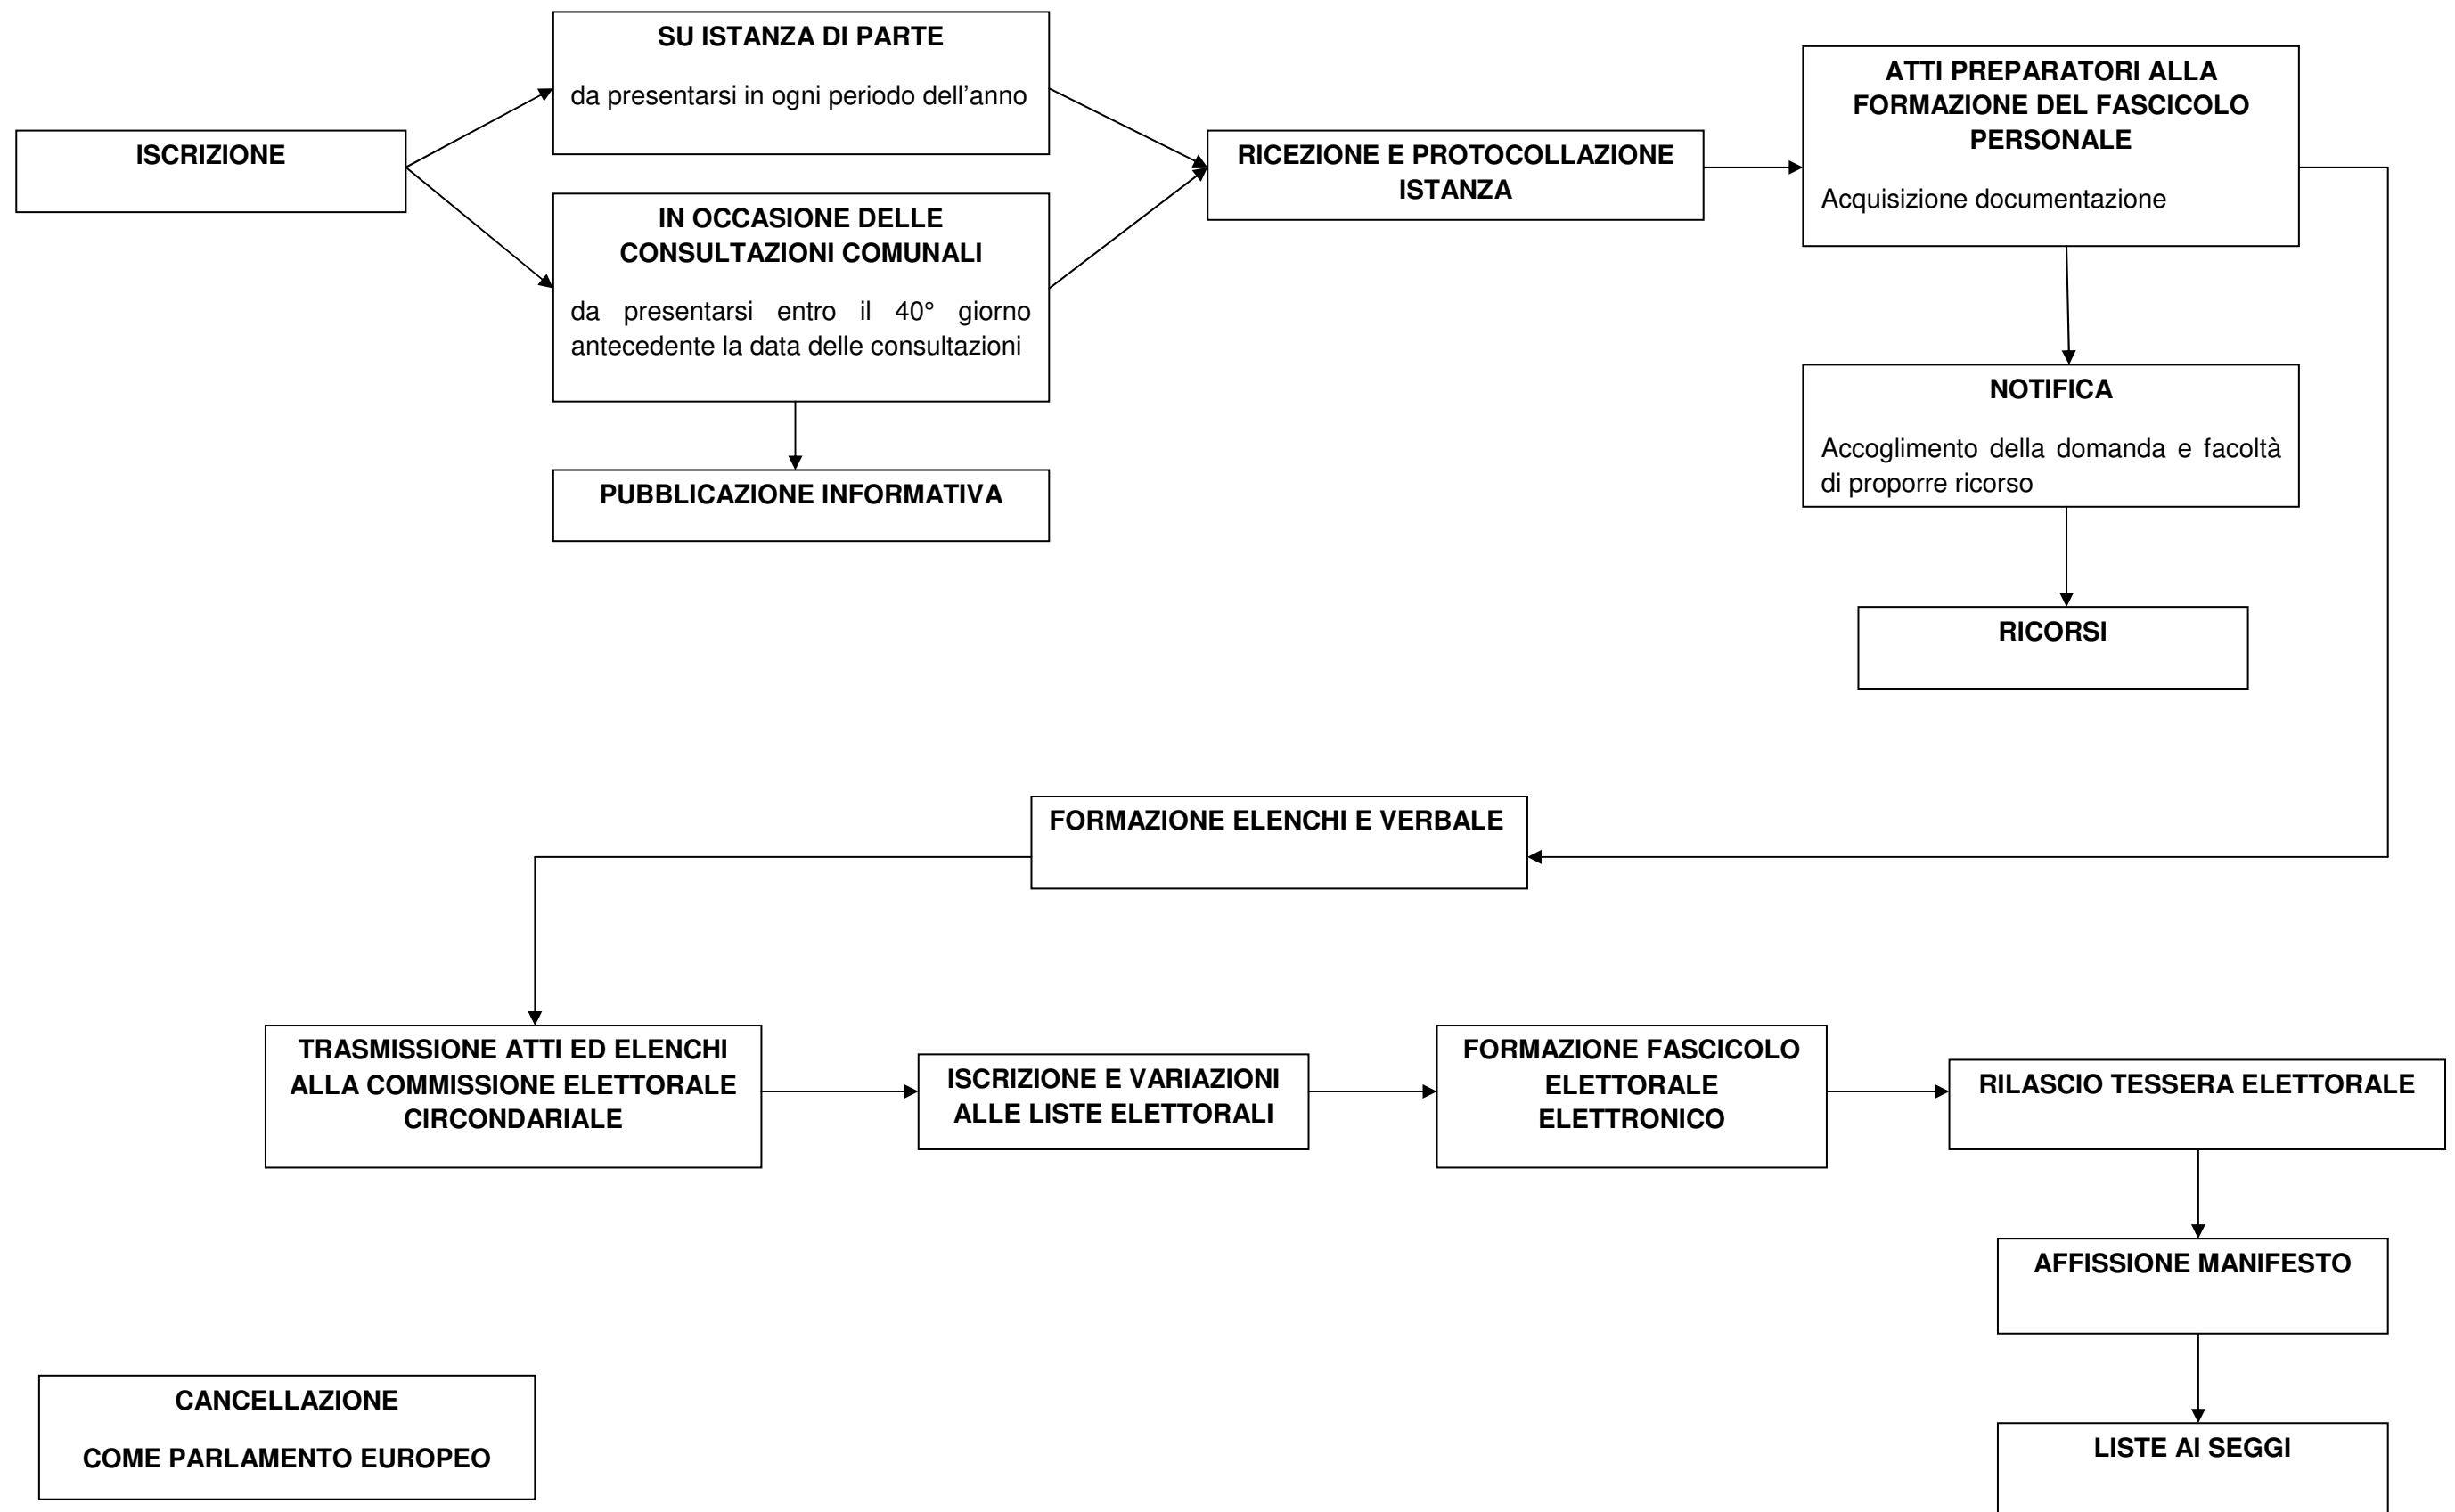 ISCRIZIONE
SU ISTANZA DI PARTE
da presentarsi in ogni periodo dell'anno
IN OCCASIONE DELLE
CONSULTAZIONI COMUNALI
da presentarsi entro il 40° giorno
antecedente la data delle consultazioni
PUBBLICAZIONE INFORMATIVA
RICEZIONE E PROTOCOLLAZIONE
ISTANZA
ATTI PREPARATORI ALLA
FORMAZIONE DEL FASCICOLO
PERSONALE
Acquisizione documentazione
NOTIFICA
Accoglimento della domanda e facoltà
di proporre ricorso
RICORSI
FORMAZIONE ELENCHI E VERBALE
TRASMISSIONE ATTI ED ELENCHI
ALLA COMMISSIONE ELETTORALE
CIRCONDARIALE
ISCRIZIONE E VARIAZIONI
ALLE LISTE ELETTORALI
FORMAZIONE FASCICOLO
ELETTORALE
ELETTRONICO
RILASCIO TESSERA ELETTORALE
AFFISSIONE MANIFESTO
LISTE AI SEGGI
CANCELLAZIONE
COME PARLAMENTO EUROPEO